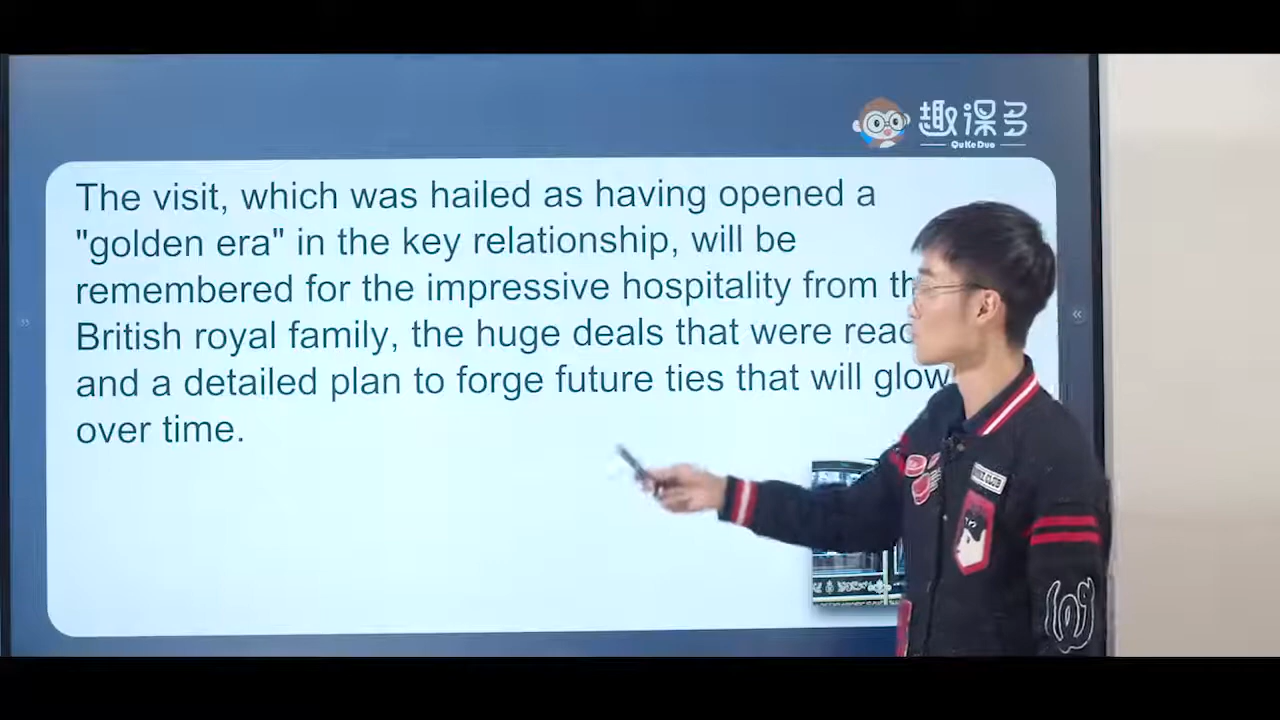 趣课多
QuKeDuo
The visit, which was hailed as having opened a
"golden era" in the key relationship, will be
remembered for the impressive hospitality from
British royal family, the huge deals that were
and a detailed plan to forge future ties that will glow
over time.